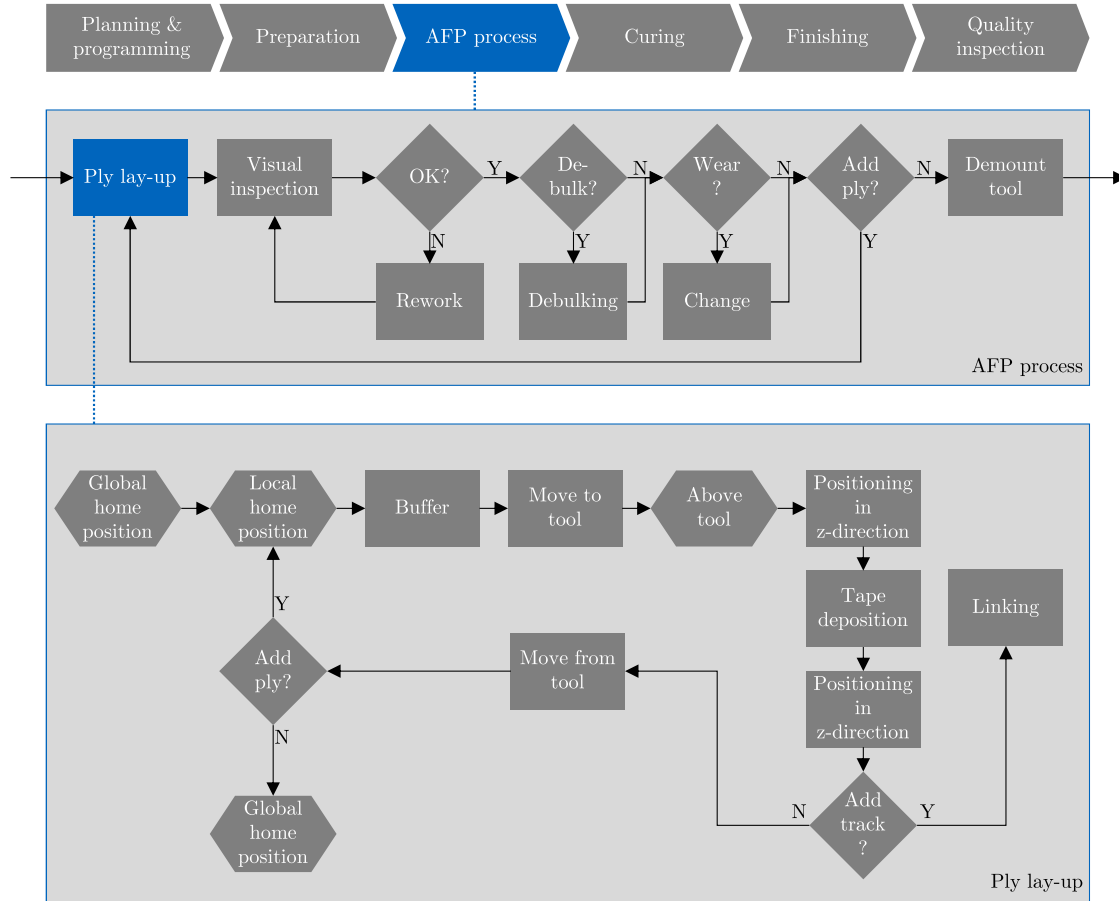 Planning &
programming
Preparation
AFP process
Curing
Finishing
Quality
inspection
Ply lay-up
Visual
inspection
OK?
Y
De-
bulk?
N
Wear
?
N
Add
ply?
N
Demount
tool
N
Y
Y
Y
Rework
Debulking
Change
AFP process
Global
home
position
Local
home
position
Buffer
Move to
tool
Above
tool
Positioning
in
z-direction
Tape
deposition
Linking
Y
Add
ply?
Move from
tool
Positioning
in
z-direction
N
N
Add
track
?
Y
Global
home
position
Ply lay-up